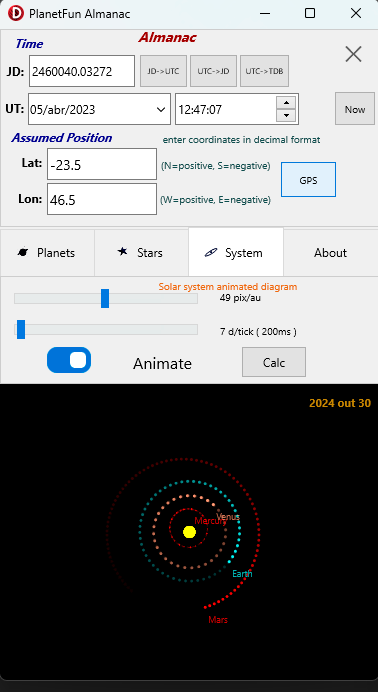 PlanetFun Almanac
Almanac
Time
JD: 2460040.03272 JD->UTC UTC->JD UTC->TDB
UT: 05/abr/2023 12:47:07 Now
Assumed Position enter coordinates in decimal format
Lat: -23.5 (N=positive, S=negative)
GPS
Lon: 46.5 (W=positive, E=negative)
Planets Stars System About
Solar system animated diagram
49 pix/au
7 d/tick ( 200ms )
Animate Calc
2024 out 30
Venus
Mercury
Earth
Mars